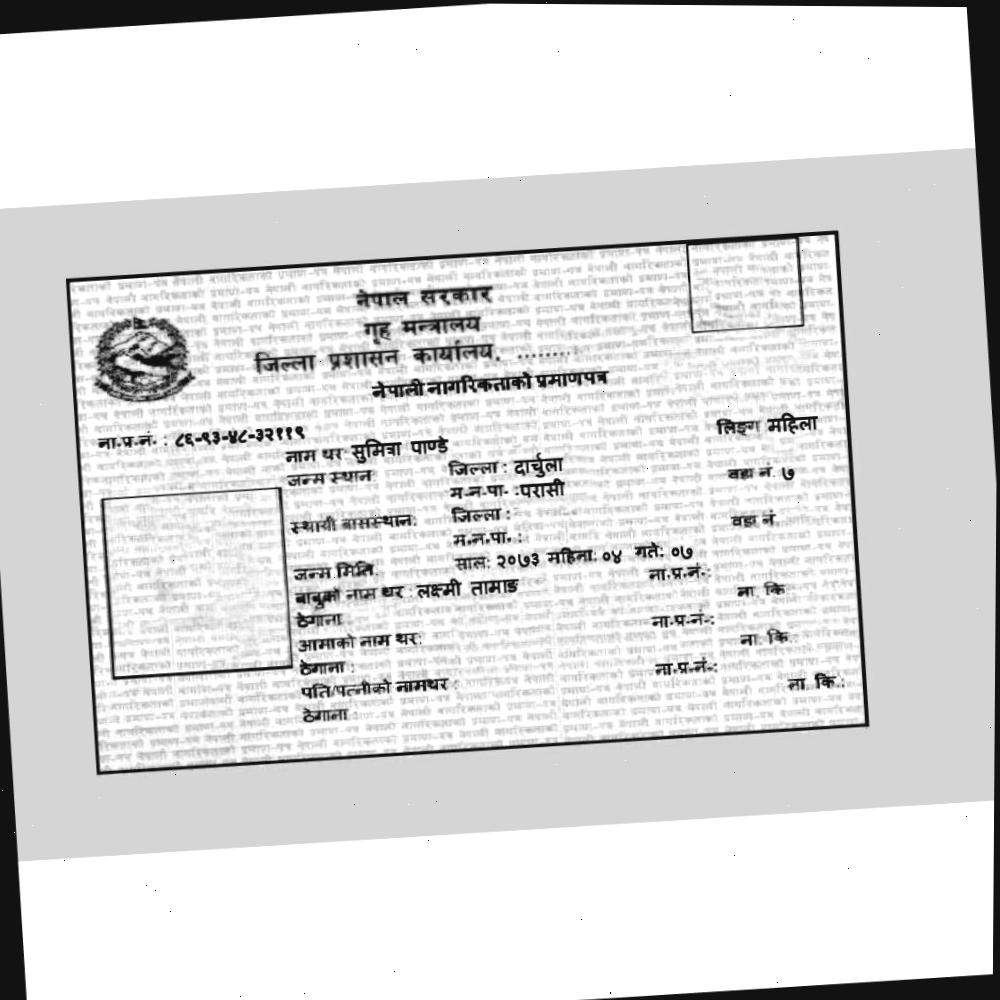 नेपाल सरकार
गृह मन्त्रालय
जिल्ला प्रशासन कार्यालय, ........
नेपाली नागरिकताको प्रमाणपत्र
ना.प्र.नं. : ८६-९३-४८-३२११९
लिङ्ग महिला
नाम थर सुमित्रा पाण्डे
जन्म स्थान जिल्ला : दार्चुला
म.न.पा. :परासी वडा नं. ७
स्थायी बासस्थान: जिल्ला :
म.न.पा. : वडा नं
जन्म मिति साल: २०७३ महिना: ०४ गते: ०७
बाबुको नाम थर : लक्ष्मी तामाङ ना.प्र.नं.:
ठेगाना ना. कि
आमाको नाम थर: ना.प्र.नं.:
ठेगाना : ना. कि.
पति/पत्नीको नामथर : ना.प्र.नं.:
ठेगाना : ना. कि.: